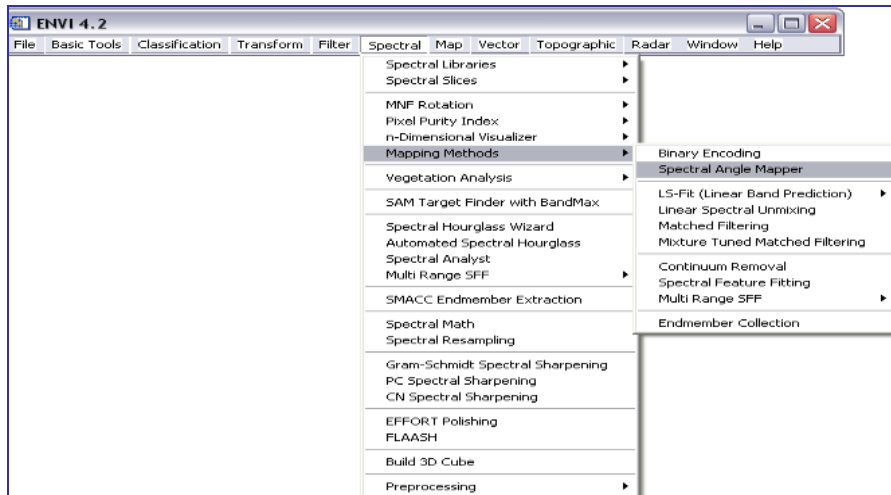 ENVI 4.2
File Basic Tools Classification Transform Filter Spectral Map Vector Topographic Radar Window Help
Spectral Libraries
Spectral Slices
MNF Rotation
Pixel Purity Index
n-Dimensional Visualizer
Mapping Methods
Vegetation Analysis
SAM Target Finder with BandMax
Spectral Hourglass Wizard
Automated Spectral Hourglass
Spectral Analyst
Multi Range SFF
SMACC Endmember Extraction
Spectral Math
Spectral Resampling
Gram-Schmidt Spectral Sharpening
PC Spectral Sharpening
CN Spectral Sharpening
EFFORT Polishing
FLAASH
Build 3D Cube
Preprocessing
Binary Encoding
Spectral Angle Mapper
LS-Fit (Linear Band Prediction)
Linear Spectral Unmixing
Matched Filtering
Mixture Tuned Matched Filtering
Continuum Removal
Spectral Feature Fitting
Multi Range SFF
Endmember Collection